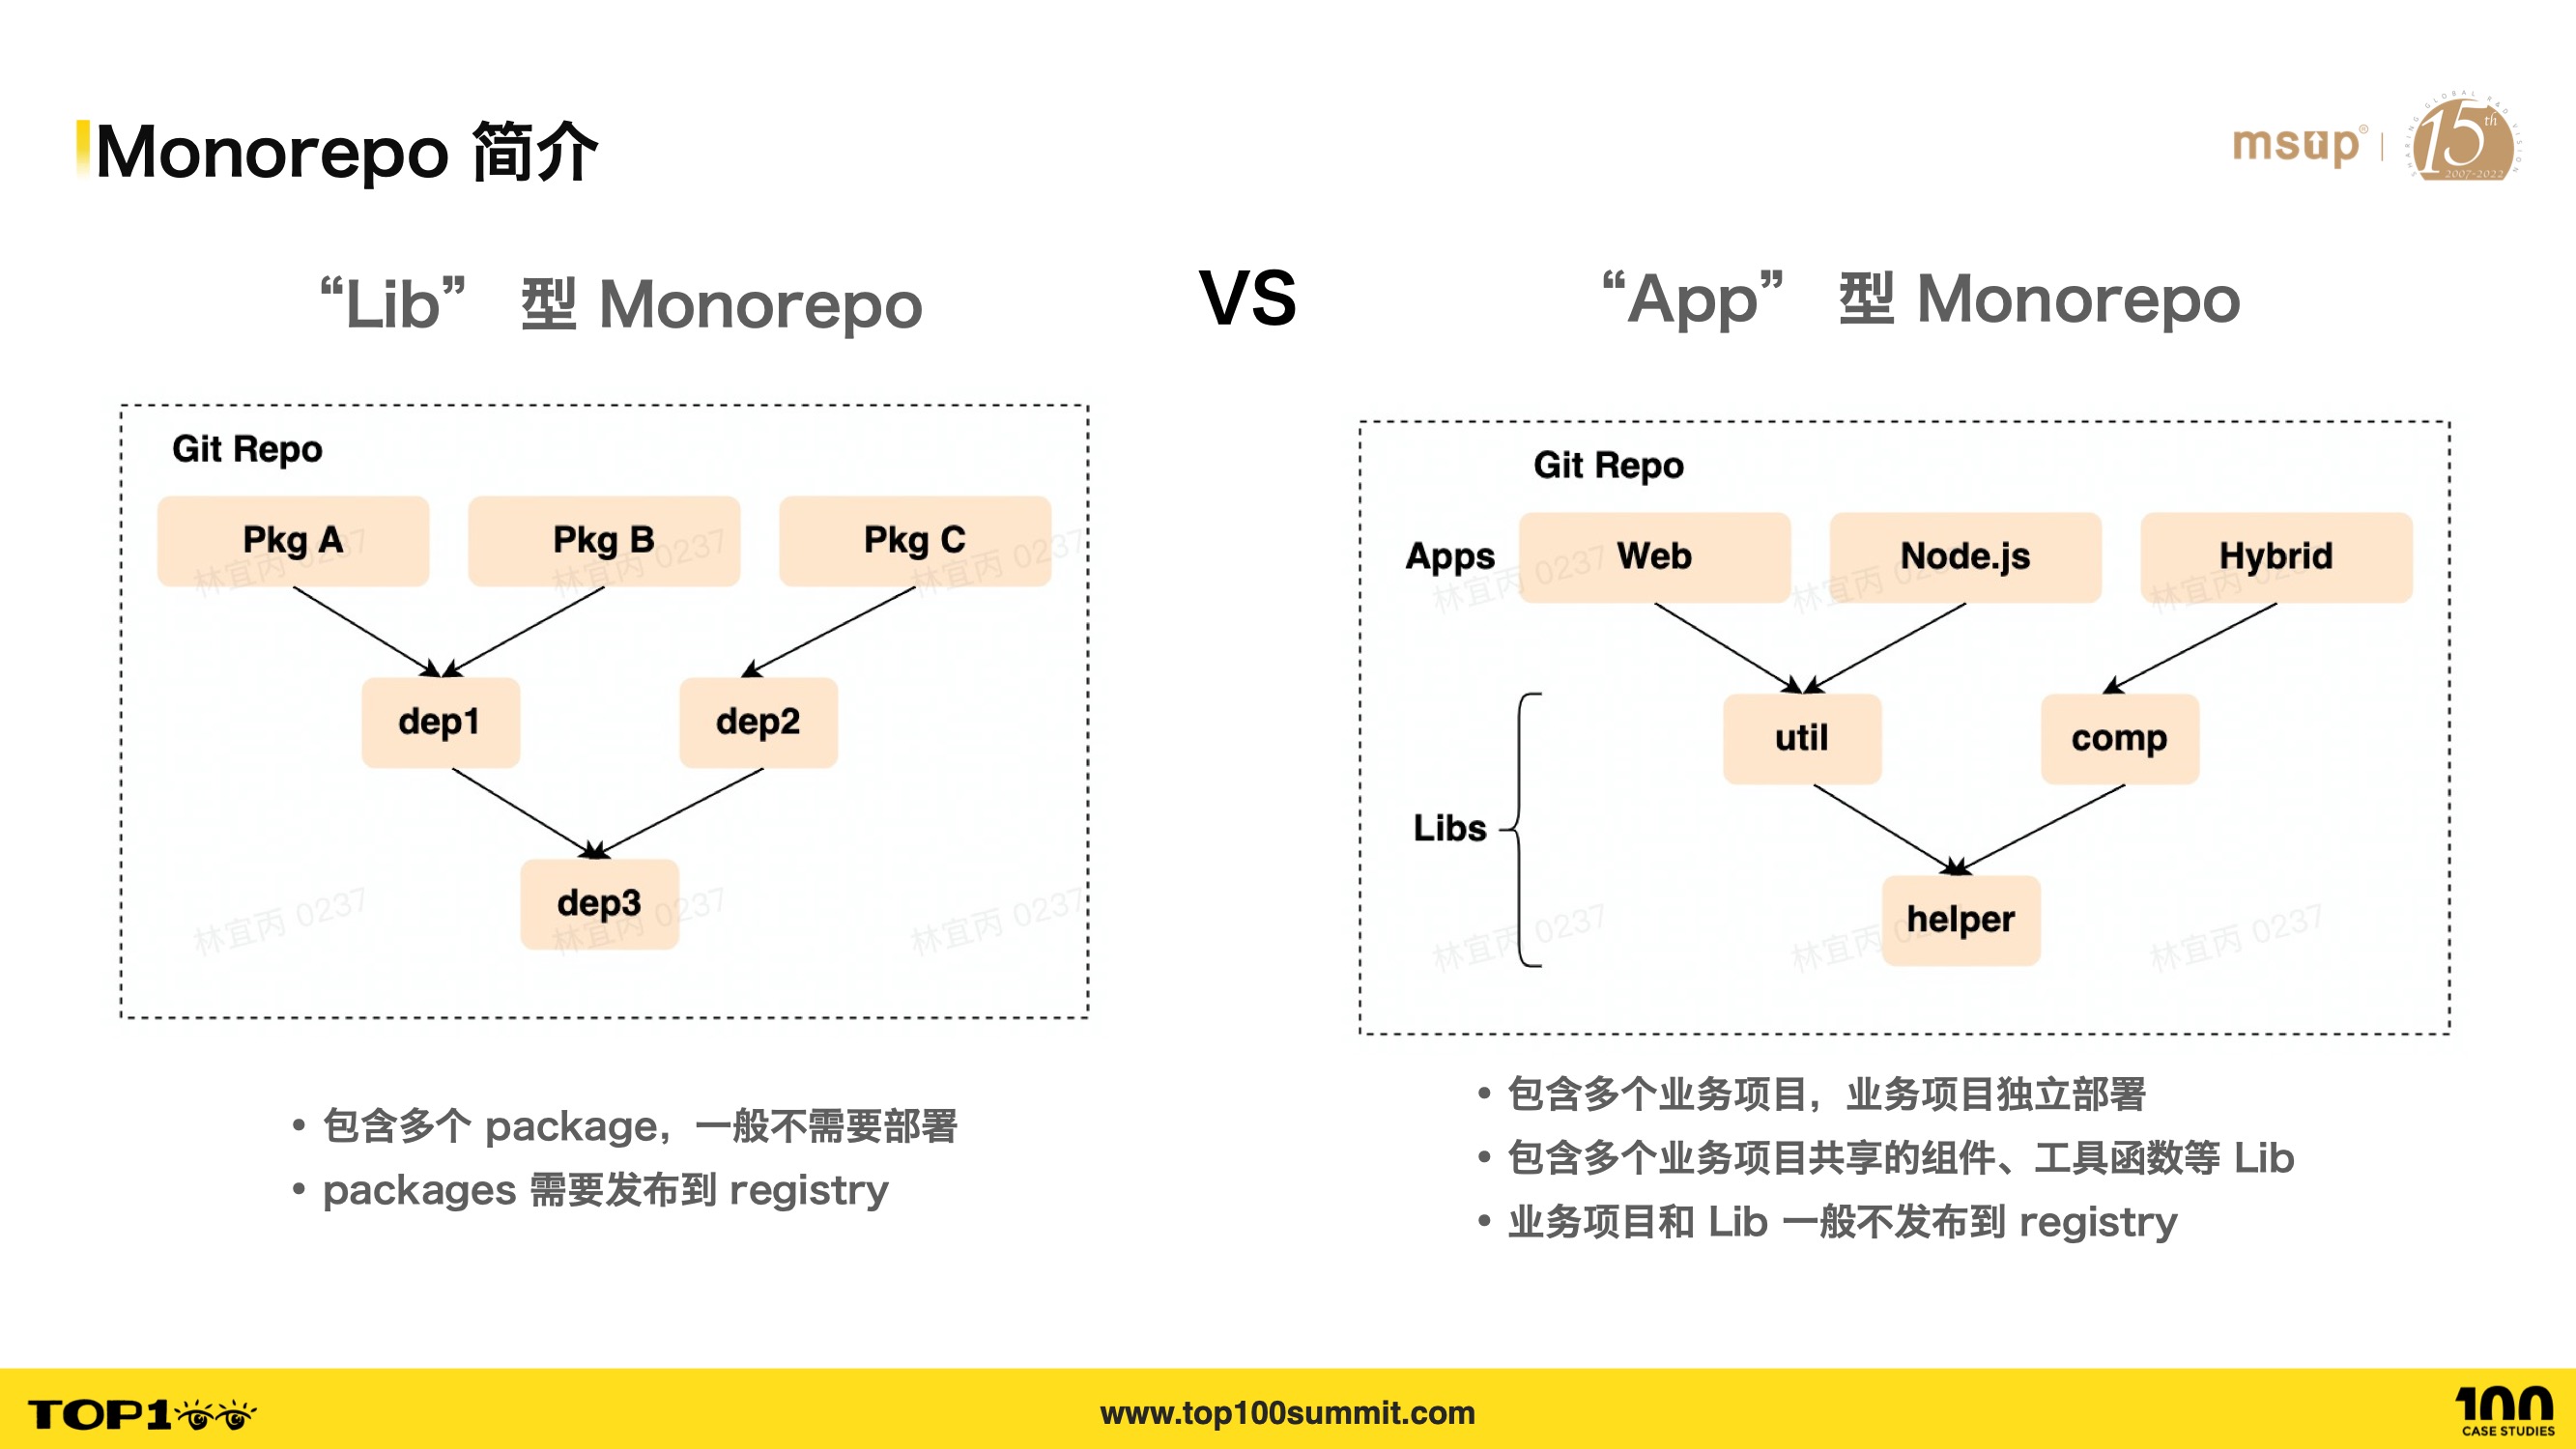 Monorepo 简介
msup®
SHARING GLOBAL R&D VISION
15th
2007-2022
“Lib” 型 Monorepo
VS
“App” 型 Monorepo
Git Repo
Pkg A
Pkg B
Pkg C
dep1
dep2
dep3
Git Repo
Apps
Web
Node.js
Hybrid
util
comp
Libs
helper
林宜丙 0237
• 包含多个 package，一般不需要部署
• packages 需要发布到 registry
• 包含多个业务项目，业务项目独立部署
• 包含多个业务项目共享的组件、工具函数等 Lib
• 业务项目和 Lib 一般不发布到 registry
TOP100
www.top100summit.com
100
CASE STUDIES